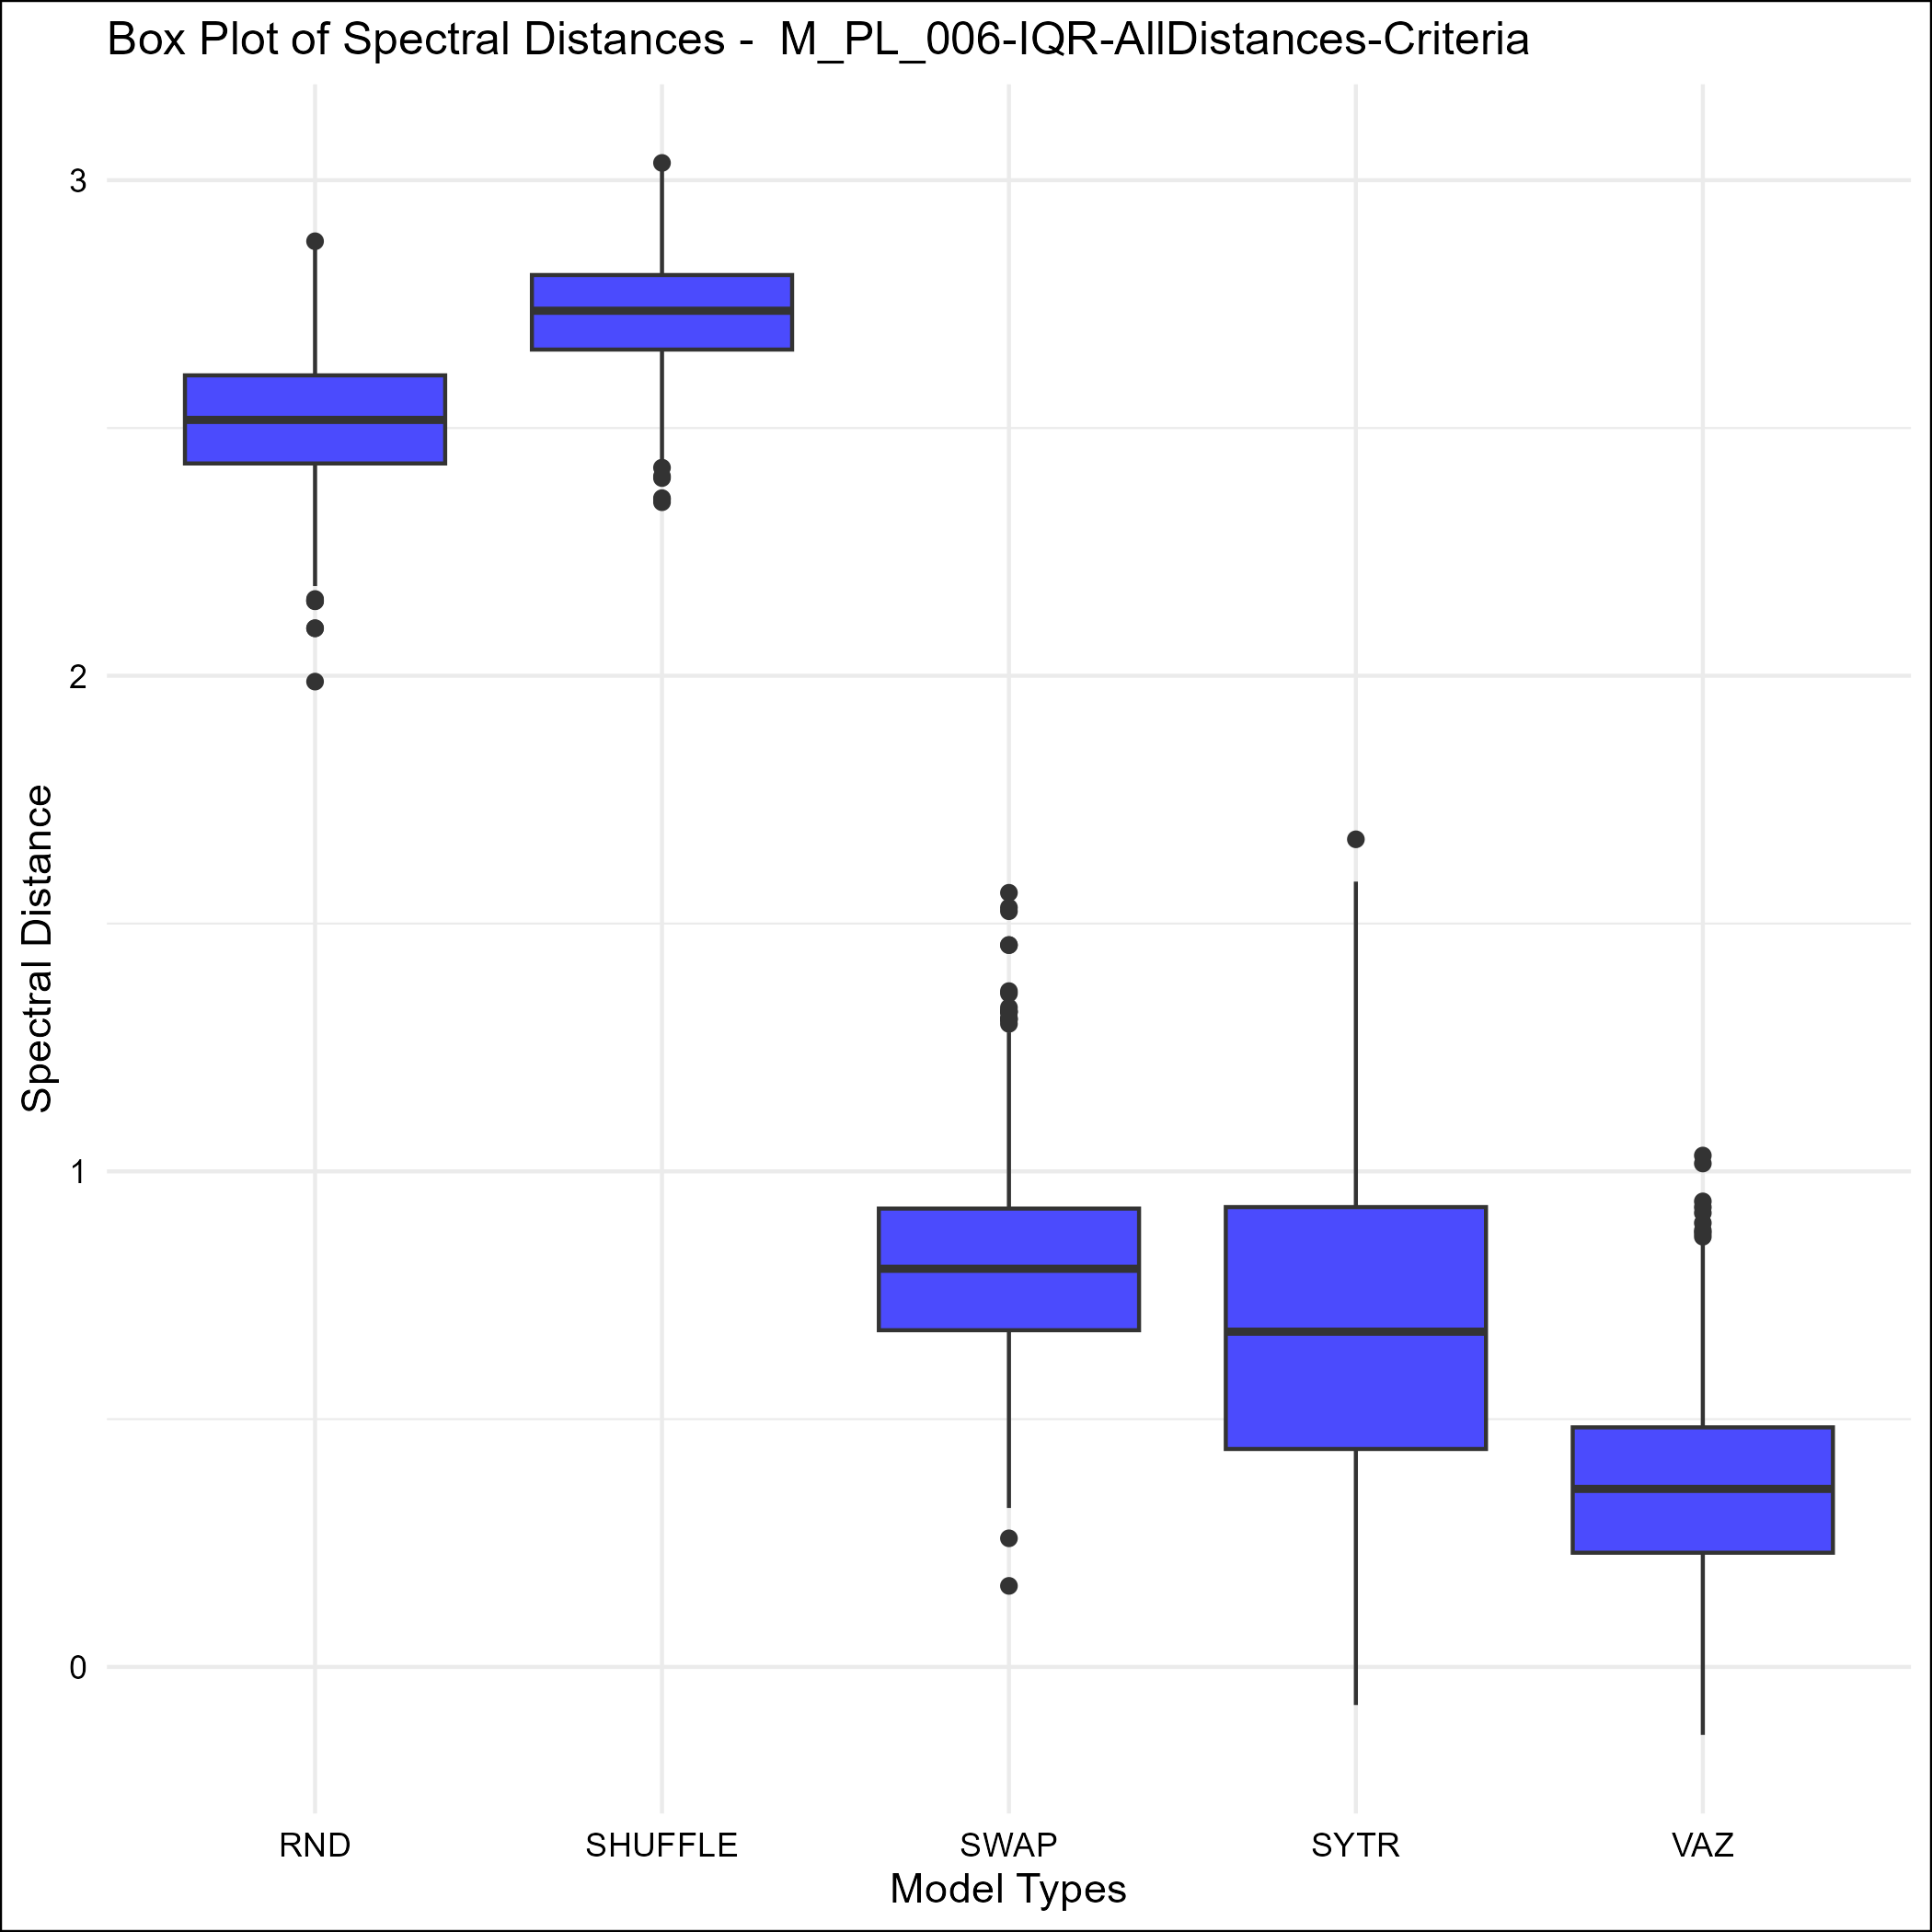 Box Plot of Spectral Distances -  M_PL_006-IQR-AllDistances-Criteria
3
2
1
0
Spectral Distance
RND SHUFFLE SWAP SYTR VAZ
Model Types